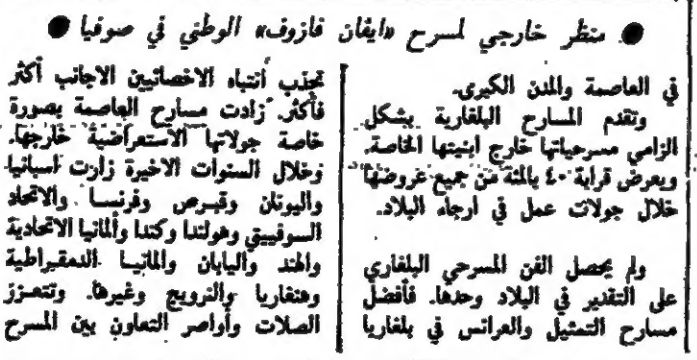 ● منظر خارجي لمسرح «ايفان فازوف» الوطني في صوفيا ●
في العاصمة والمدن الكبرى.
وتقدم المسارح البلغارية بشكل
الزامي مسرحياتها خارج ابنيتها الخاصة.
ويعرض قرابة ٤٠ بالمئة من جميع عروضها
خلال جولات عمل في ارجاء البلاد.
ولم يحصل الفن المسرحي البلغاري
على التقدير في البلاد وحدها. فأفضل
مسارح التمثيل والعرائس في بلغاريا
تجذب أنتباه الاخصائيين الاجانب أكثر
فأكثر. زادت مسارح العاصمة بصورة
خاصة جولاتها الاستعراضية خارجها.
وخلال السنوات الاخيرة زارت اسبانيا
واليونان وقبرص وفرنسا والاتحاد
السوفييتي وهولندا وكندا وألمانيا الاتحادية
والهند واليابان والمانيا الديمقراطية
وهنغاريا والنرويج وغيرها. وتتعزز
الصلات وأواصر التعاون بين المسرح